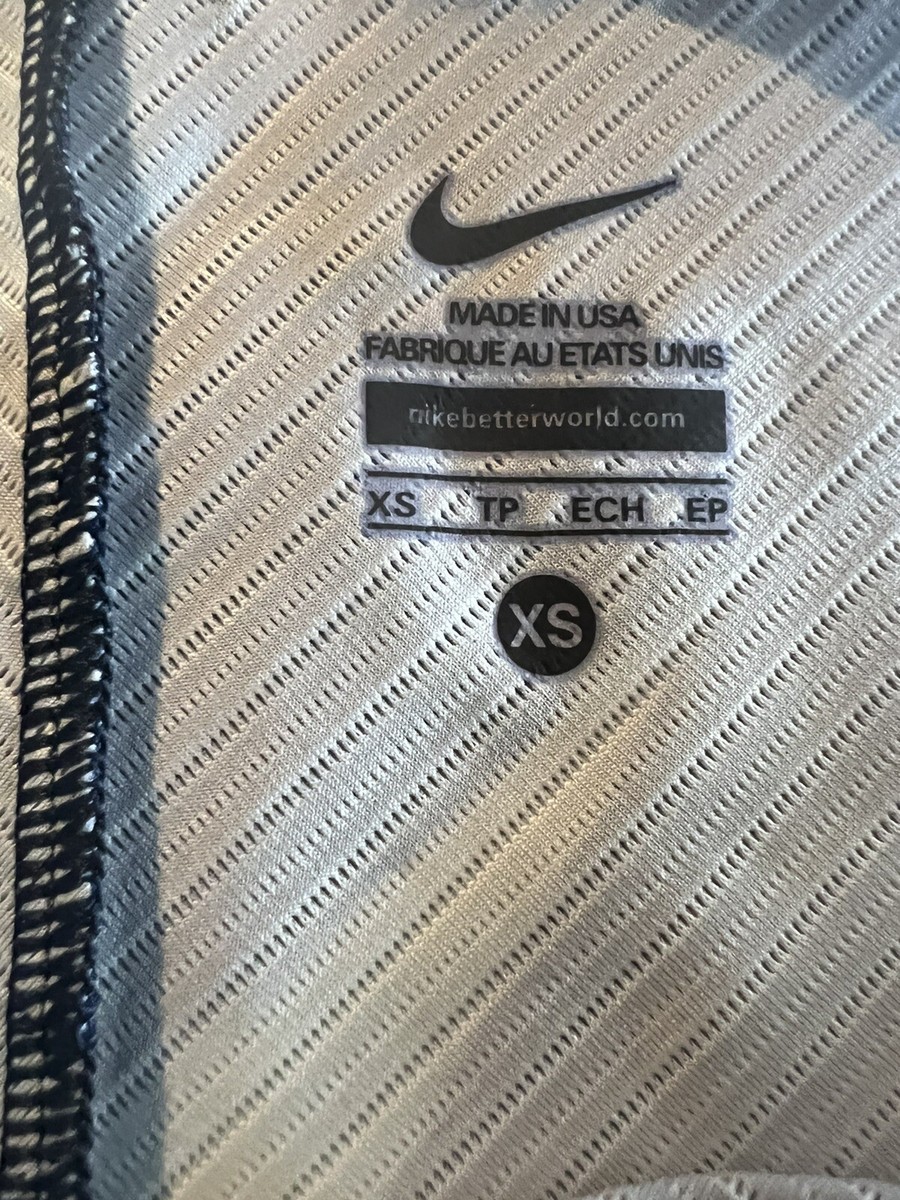 MADE IN USA
FABRIQUE AU ETATS UNIS
nikebetterworld.com
XS TP ECH EP
XS